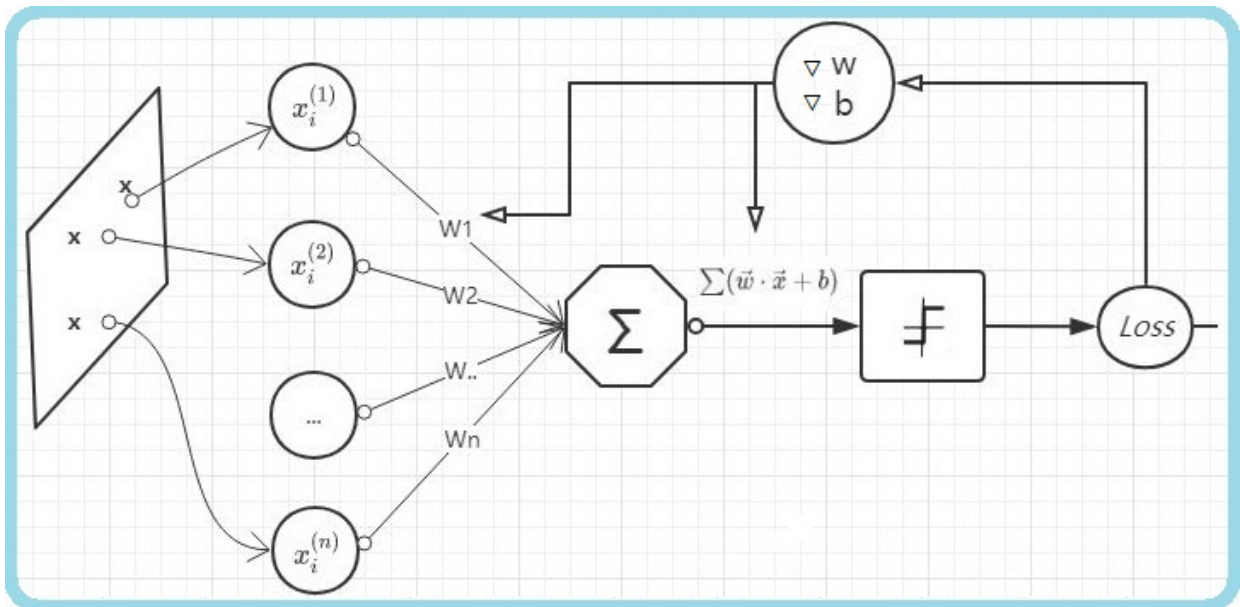 x
x
x
x_i^{(1)}
x_i^{(2)}
...
x_i^{(n)}
W1
W2
W..
Wn
∑
∑(w⃗ · x⃗ + b)
▽ w
▽ b
Loss